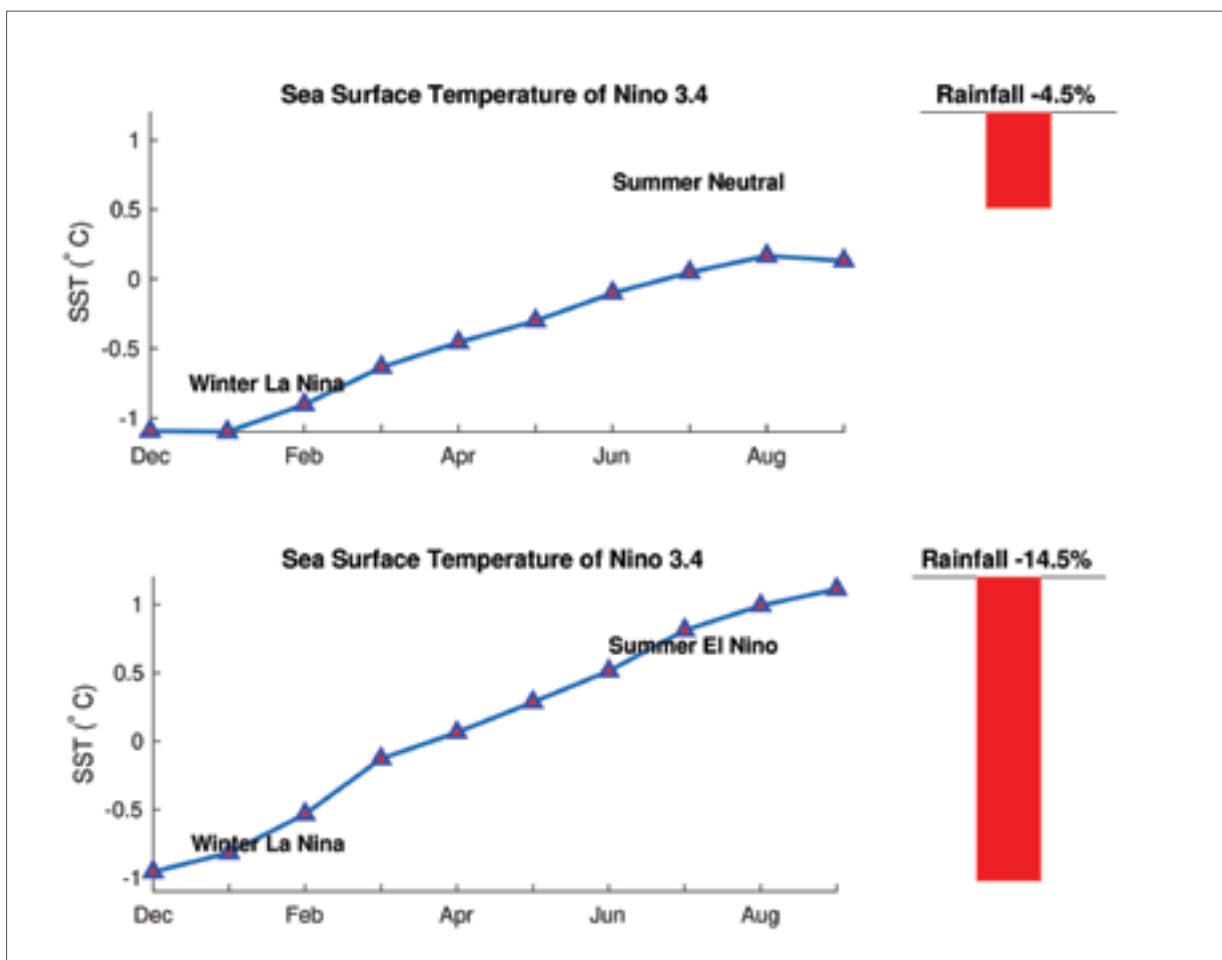 Sea Surface Temperature of Nino 3.4
Rainfall -4.5%
1
Summer Neutral
0.5
SST (°C)
0
-0.5
Winter La Nina
-1
Dec Feb Apr Jun Aug
Sea Surface Temperature of Nino 3.4
Rainfall -14.5%
1
Summer El Nino
0.5
SST (°C)
0
-0.5
Winter La Nina
-1
Dec Feb Apr Jun Aug